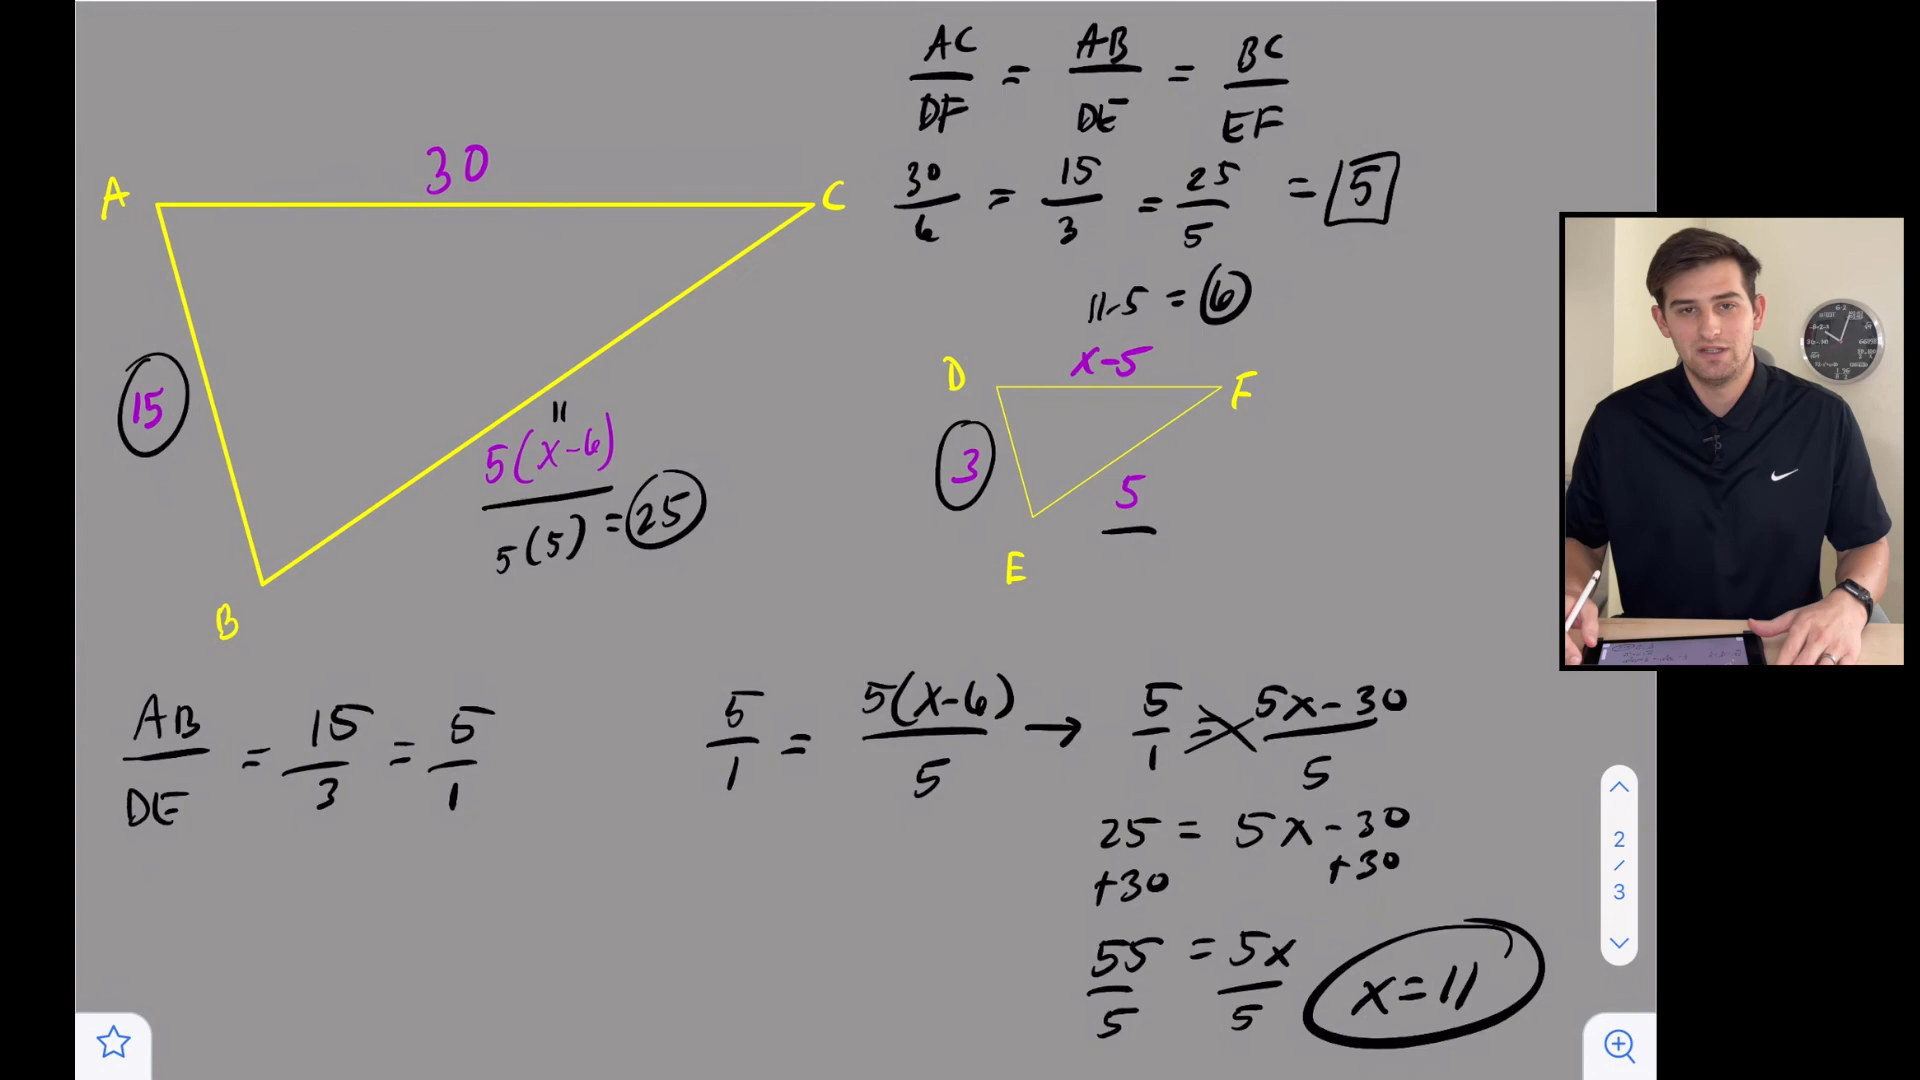 AC/DF = AB/DE = BC/EF
30/6 = 15/3 = 25/5 = 5
30
A
C
11-5 = 6
x-5
D
F
15
11
5(x-6)
5(5) = 25
3
5
E
B
AB/DE = 15/3 = 5/1
5/1 = 5(x-6)/5 → 5/1 = 5x-30/5
25 = 5x-30
+30 +30
55/5 = 5x/5 x=11
2
/
3